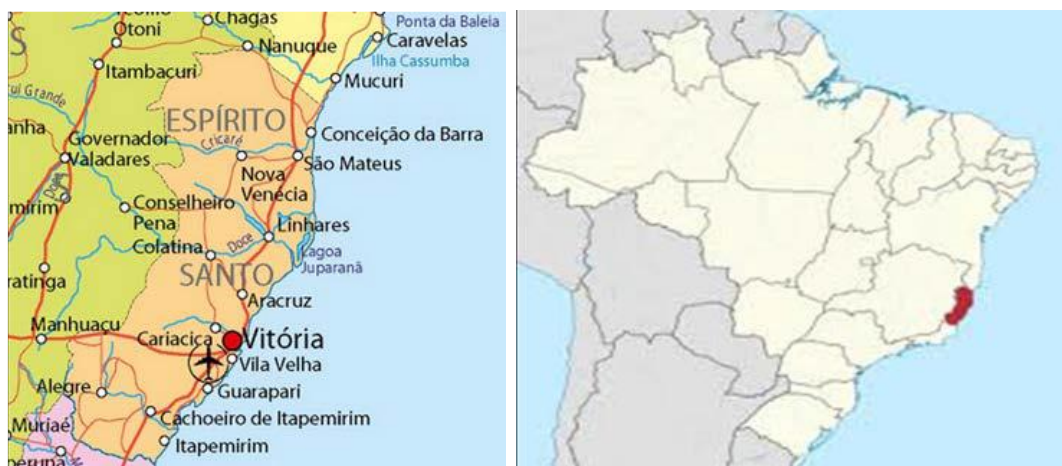 Chagas
Ponta da Baleia
Otoni
Caravelas
Nanuque
Ilha Cassumba
Itambacuri
Mucuri
Grande
ESPÍRITO
Conceição da Barra
Governador
Valadares
Cricaré
São Mateus
Nova
Venécia
Doce
Conselheiro
Pena
Linhares
Colatina
Doce
Lagoa
Juparanã
SANTO
Aracruz
Manhuaçu
Cariacica
Vitória
Vila Velha
Alegre
Guarapari
Cachoeiro de Itapemirim
Muriaé
Itapemirim